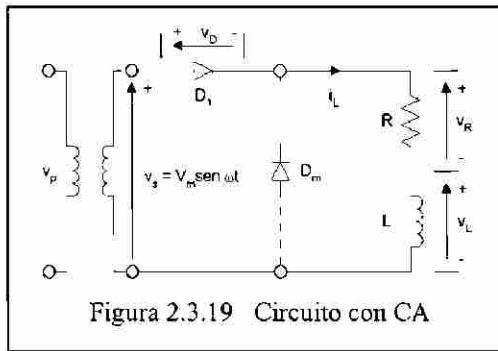 + v_D -
D_1
i_L
+
R
v_R
-
v_p
+
v_s = V_m sen ωt
D_m
+
L
v_L
-
Figura 2.3.19 Circuito con CA